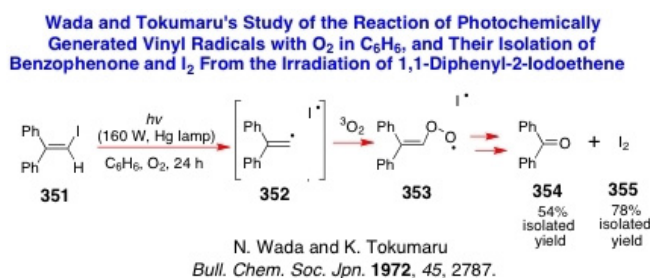 Wada and Tokumaru's Study of the Reaction of Photochemically
Generated Vinyl Radicals with O2 in C6H6, and Their Isolation of
Benzophenone and I2 From the Irradiation of 1,1-Diphenyl-2-Iodoethene
Ph I
Ph H
351
hv
(160 W, Hg lamp)
C6H6, O2, 24 h
I•
Ph
Ph
352
3O2
I•
Ph O O
Ph
353
Ph
Ph O
354
54%
isolated
yield
+
I2
355
78%
isolated
yield
N. Wada and K. Tokumaru
Bull. Chem. Soc. Jpn. 1972, 45, 2787.